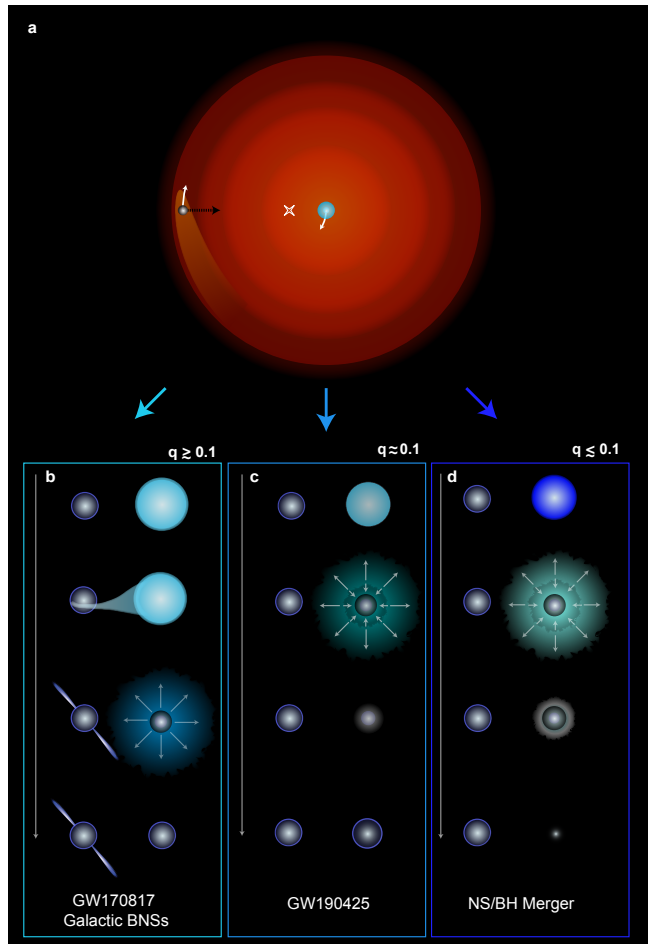 a
q ≳ 0.1
q ≈ 0.1
q ≲ 0.1
b
c
d
GW170817
Galactic BNSs
GW190425
NS/BH Merger